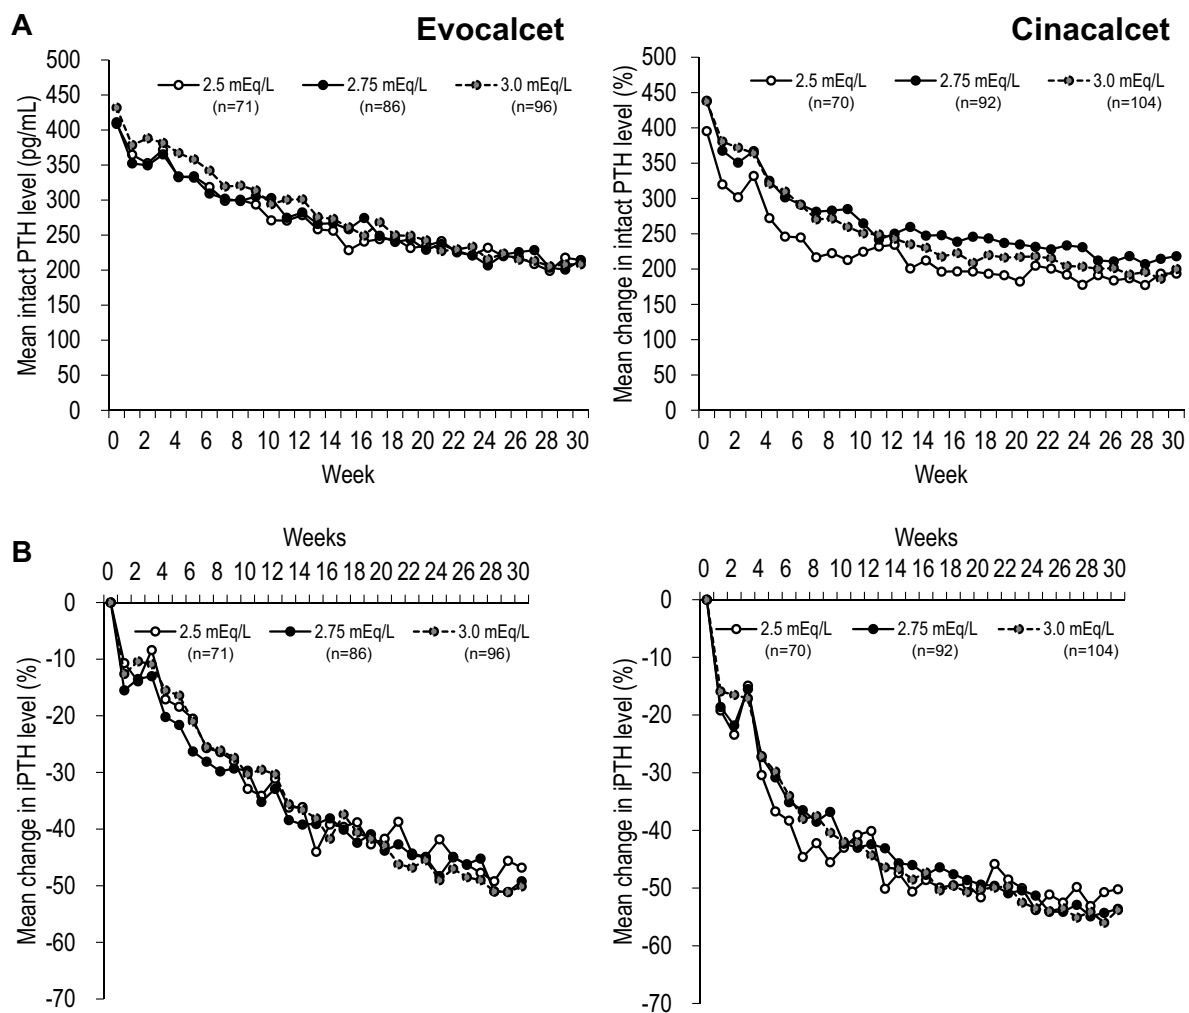 A
Evocalcet
Cinacalcet
Mean intact PTH level (pg/mL)
500
450
400
350
300
250
200
150
100
50
0
2.5 mEq/L 2.75 mEq/L 3.0 mEq/L
(n=71) (n=86) (n=96)
0 2 4 6 8 10 12 14 16 18 20 22 24 26 28 30
Week
Mean change in intact PTH level (%)
500
450
400
350
300
250
200
150
100
50
0
2.5 mEq/L 2.75 mEq/L 3.0 mEq/L
(n=70) (n=92) (n=104)
0 2 4 6 8 10 12 14 16 18 20 22 24 26 28 30
Week
B
Weeks
0 2 4 6 8 10 12 14 16 18 20 22 24 26 28 30
Mean change in iPTH level (%)
0
-10
-20
-30
-40
-50
-60
-70
2.5 mEq/L 2.75 mEq/L 3.0 mEq/L
(n=71) (n=86) (n=96)
Weeks
0 2 4 6 8 10 12 14 16 18 20 22 24 26 28 30
Mean change in iPTH level (%)
0
-10
-20
-30
-40
-50
-60
-70
2.5 mEq/L 2.75 mEq/L 3.0 mEq/L
(n=70) (n=92) (n=104)